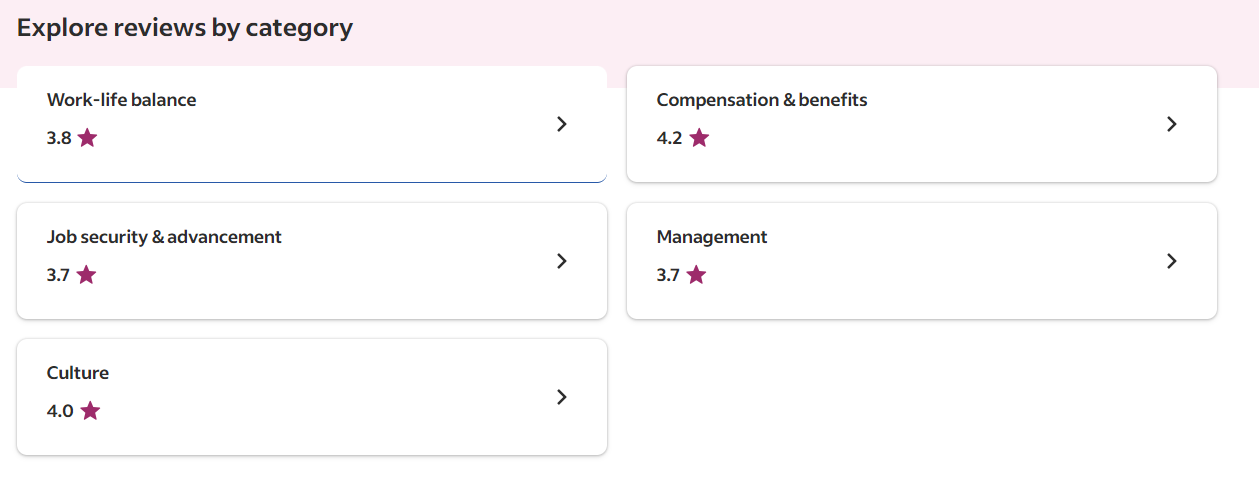 Explore reviews by category
Work-life balance
3.8
Compensation & benefits
4.2
Job security & advancement
3.7
Management
3.7
Culture
4.0